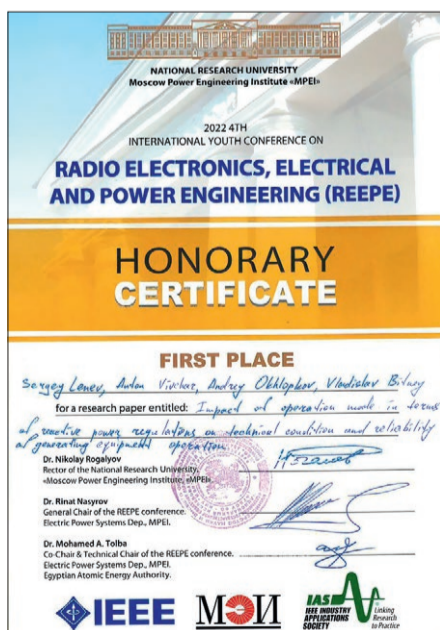 NATIONAL RESEARCH UNIVERSITY
Moscow Power Engineering Institute «MPEI»
2022 4TH
INTERNATIONAL YOUTH CONFERENCE ON
RADIO ELECTRONICS, ELECTRICAL
AND POWER ENGINEERING (REEPE)
HONORARY
CERTIFICATE
FIRST PLACE
Sergey Lenev, Anton Vivchar, Andrey Okhlopkov, Vladislav
for a research paper entitled: Impact of operation mode in terms
of reactive power regulation on technical condition and reliability
of generating equipment operation
Dr. Nikolay Rogalyov
Rector of the National Research University,
«Moscow Power Engineering Institute, «MPEI»
Dr. Rinat Nasyrov
General Chair of the REEPE conference.
Electric Power Systems Dep., MPEI.
Dr. Mohamed A. Tolba
Co-Chair & Technical Chair of the REEPE conference.
Electric Power Systems Dep., MPEI.
Egyptian Atomic Energy Authority.
IEEE
МЭИ
IAS
IEEE INDUSTRY
APPLICATIONS
SOCIETY
Linking
Research
to Practice